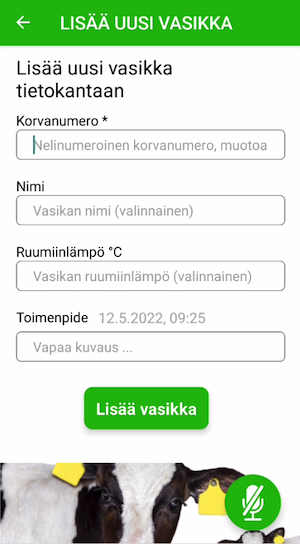 LISÄÄ UUSI VASIKKA
Lisää uusi vasikka
tietokantaan
Korvanumero *
Nelinumeroinen korvanumero, muotoa
Nimi
Vasikan nimi (valinnainen)
Ruumiinlämpö °C
Vasikan ruumiinlämpö (valinnainen)
Toimenpide 12.5.2022, 09:25
Vapaa kuvaus ...
Lisää vasikka